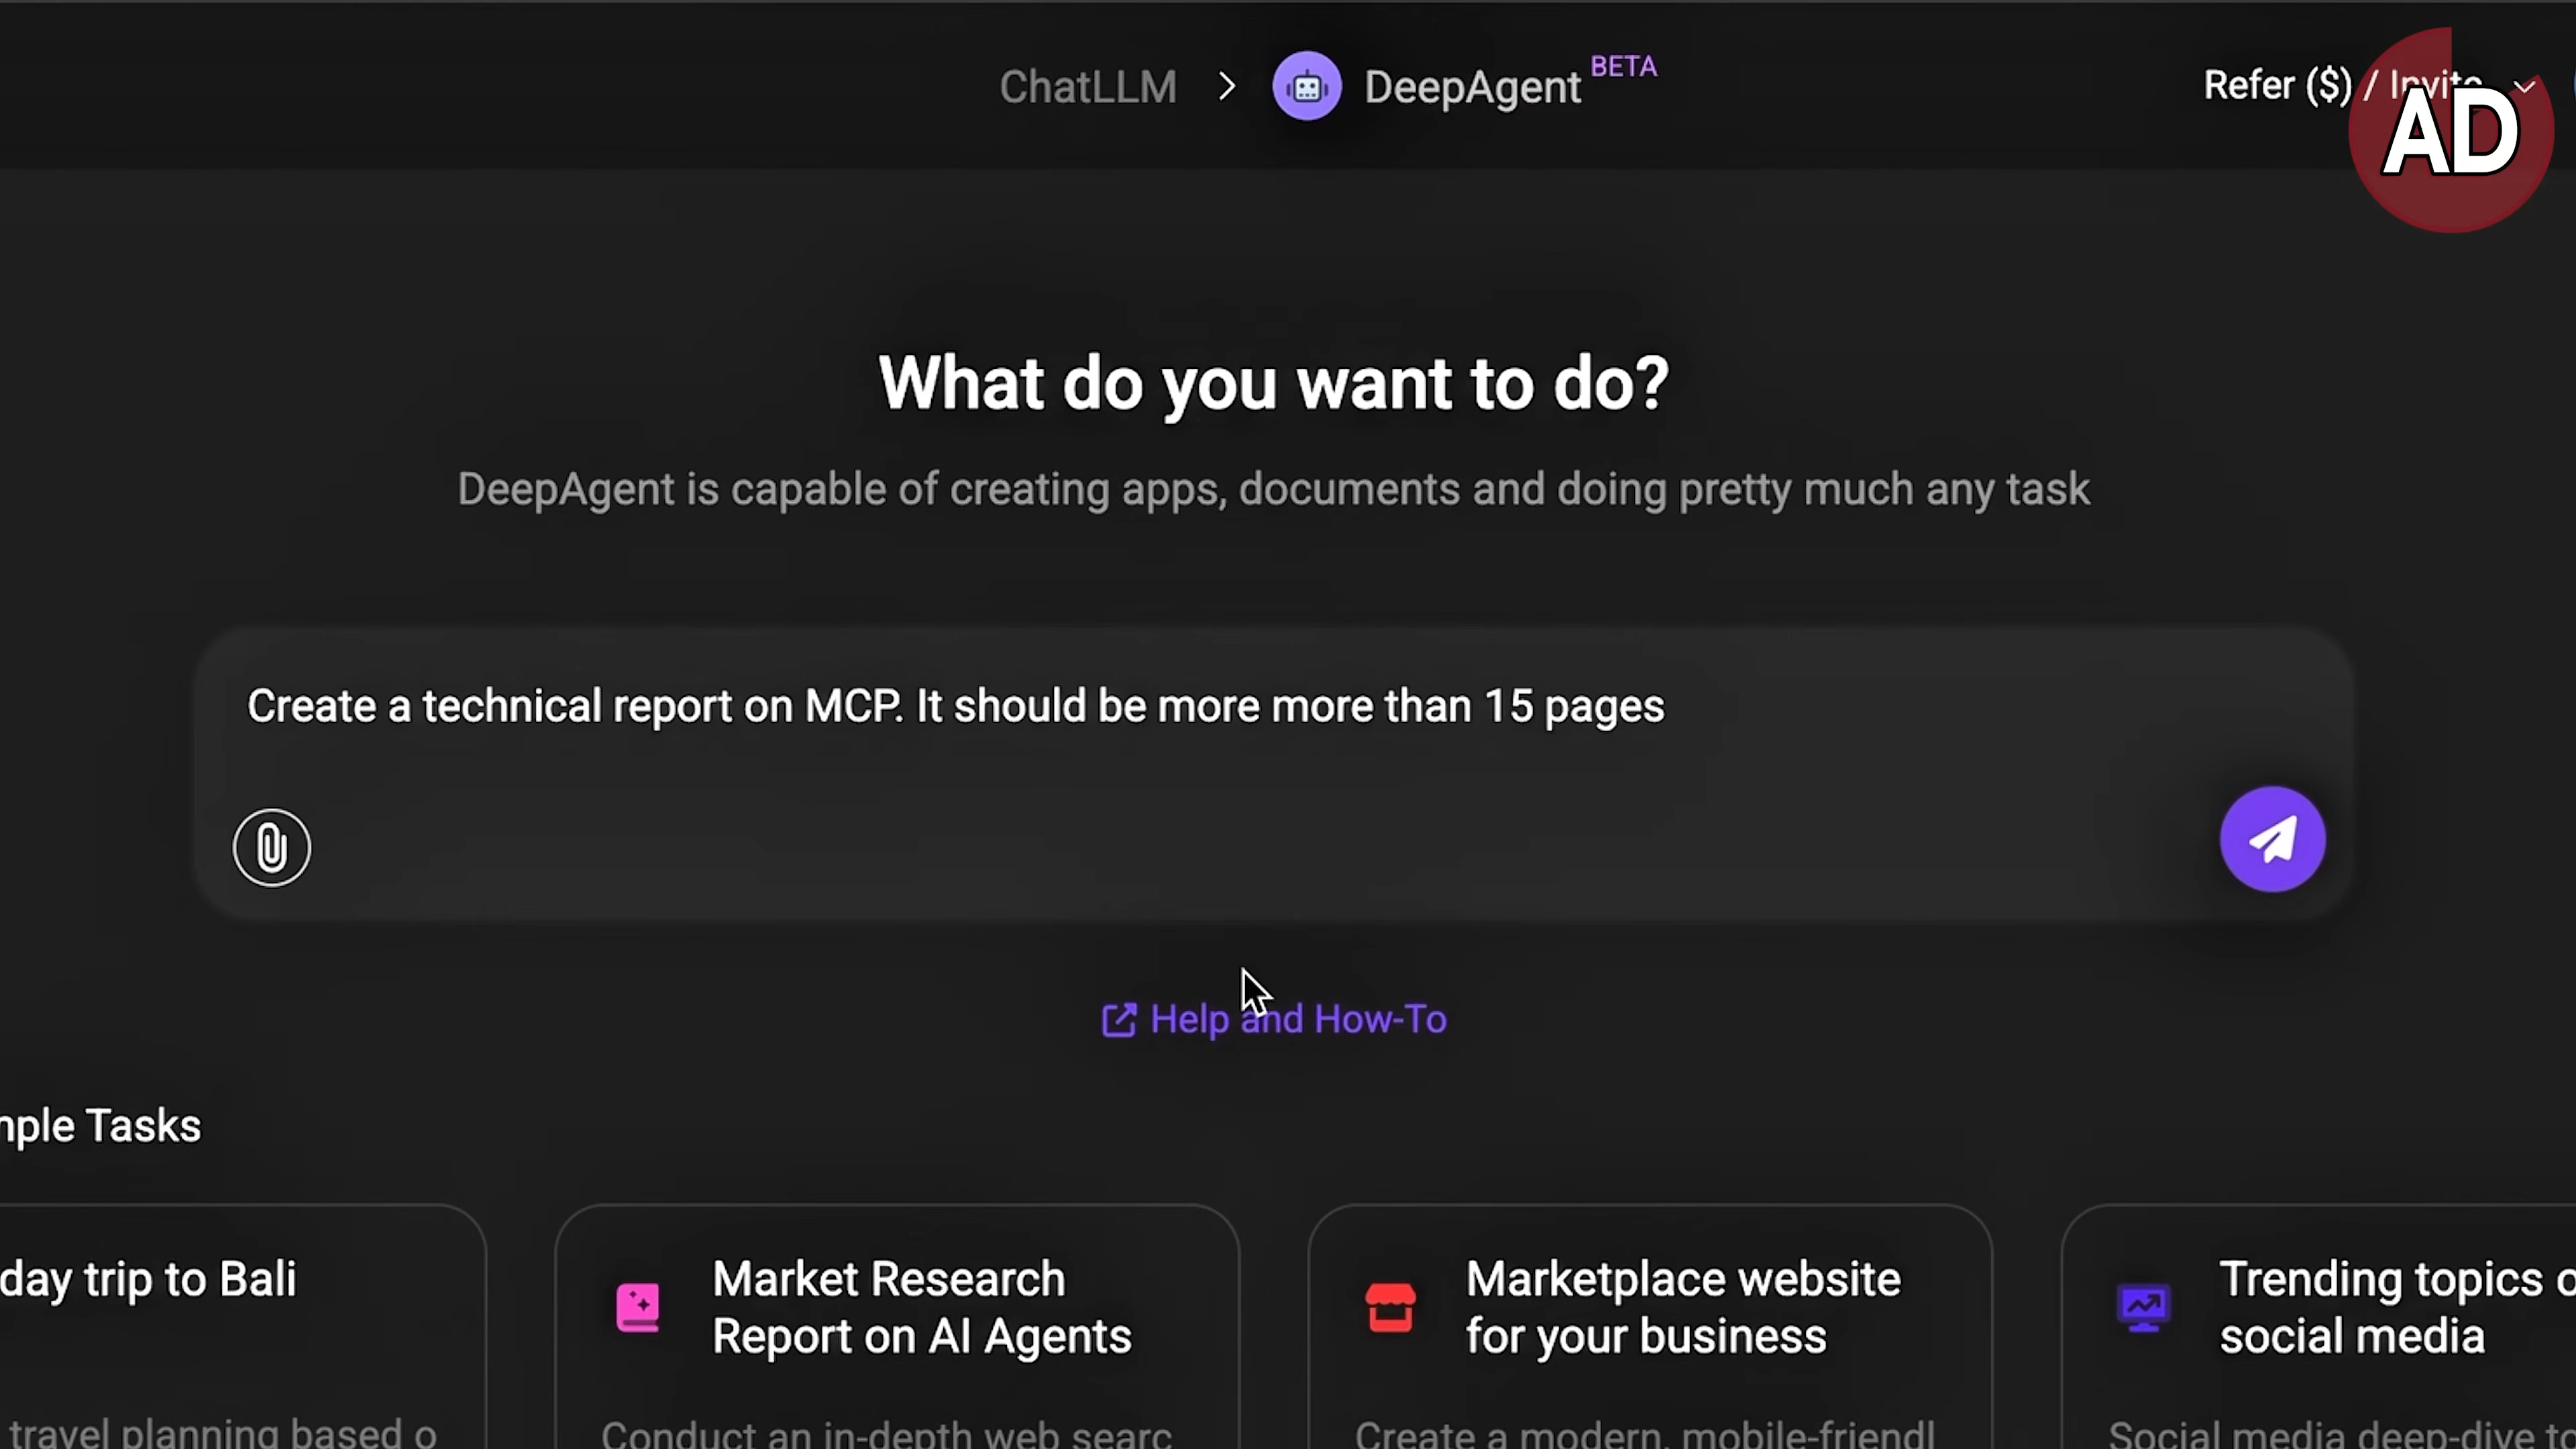 ChatLLM > DeepAgent BETA
Refer ($) / Invite
AD
What do you want to do?
DeepAgent is capable of creating apps, documents and doing pretty much any task
Create a technical report on MCP. It should be more more than 15 pages
Help and How-To
Tasks
day trip to Bali
travel planning based
Market Research
Report on AI Agents
Conduct an in-depth web
Marketplace website
for your business
Create a modern,
Trending topics
social media
Social media deep-dive